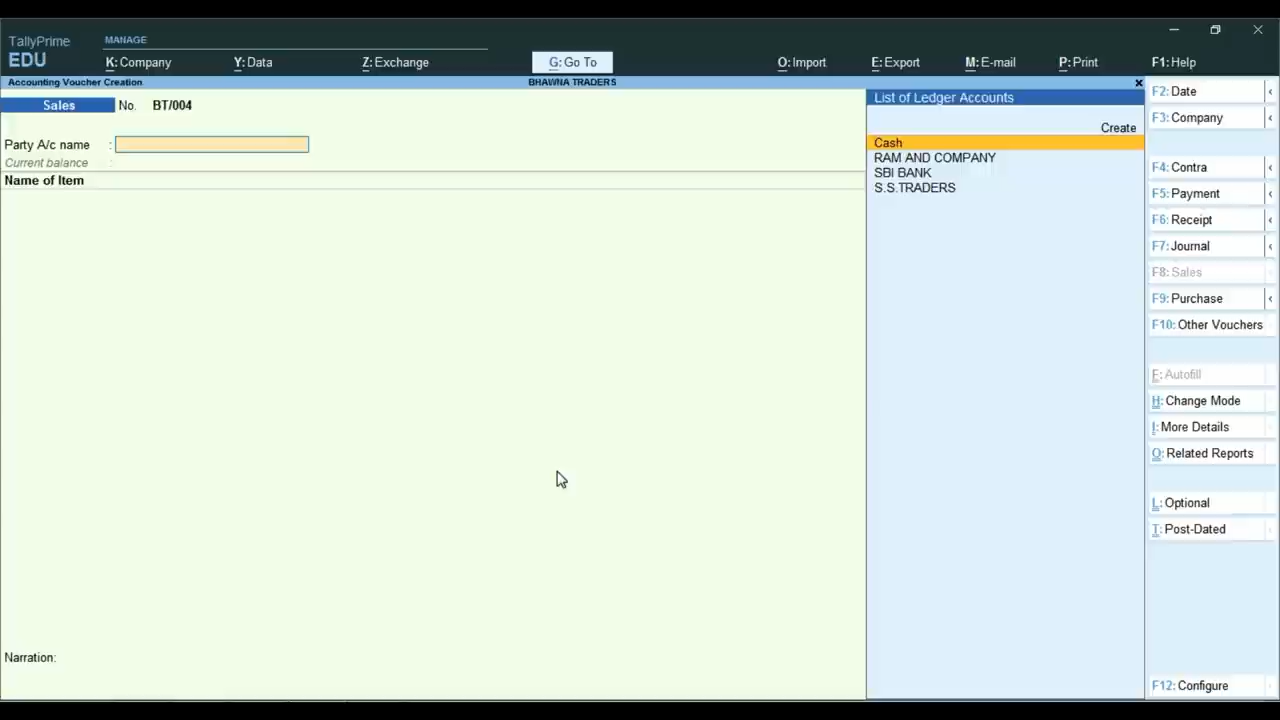 TallyPrime
EDU
MANAGE
K: Company
Y: Data
Z: Exchange
G: Go To
O: Import
E: Export
M: E-mail
P: Print
F1: Help
Accounting Voucher Creation
BHAWNA TRADERS
Sales No. BT/004
Party A/c name :
Current balance :
Name of Item
Narration:
List of Ledger Accounts
Create
Cash
RAM AND COMPANY
SBI BANK
S.S.TRADERS
F2: Date
F3: Company
F4: Contra
F5: Payment
F6: Receipt
F7: Journal
F8: Sales
F9: Purchase
F10: Other Vouchers
F: Autofill
H: Change Mode
I: More Details
O: Related Reports
L: Optional
T: Post-Dated
F12: Configure